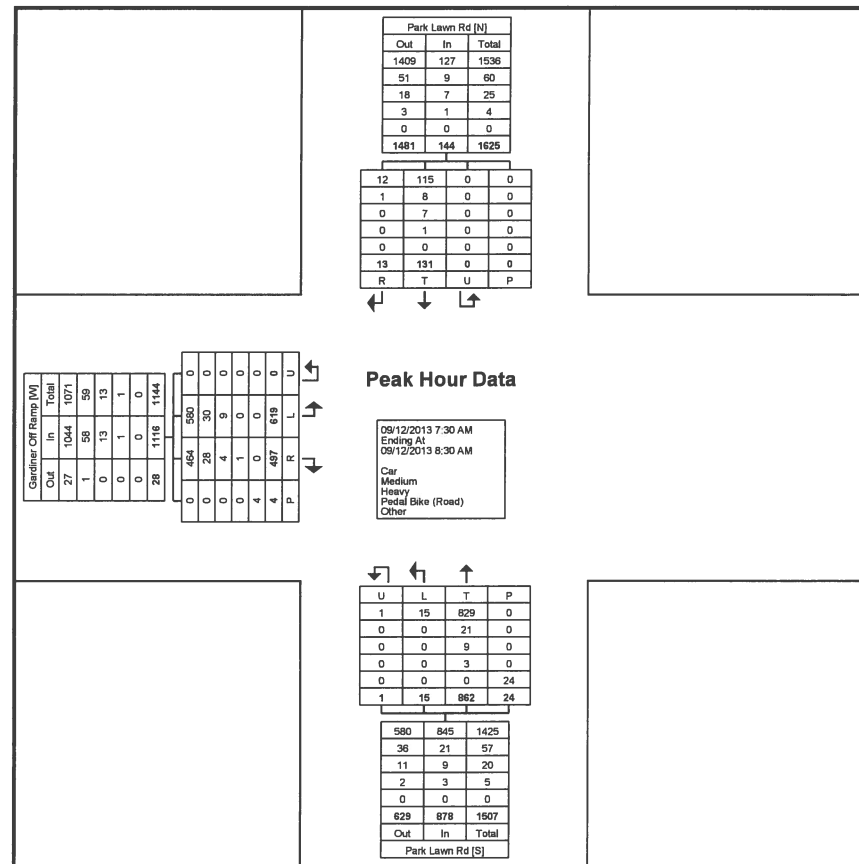 Park Lawn Rd [N]
Out In Total
1409 127 1536
51 9 60
18 7 25
3 1 4
0 0 0
1481 144 1625
12 115 0 0
1 8 0 0
0 7 0 0
0 1 0 0
0 0 0 0
13 131 0 0
R T U P
Gardiner Off Ramp [W]
Out In Total
27 1044 1071
1 58 59
0 13 13
0 1 1
0 0 0
28 1116 1144
0 464 580 0
0 28 30 0
0 4 9 0
0 1 0 0
4 0 0 0
4 497 619 0
P R L U
Peak Hour Data
09/12/2013 7:30 AM
Ending At
09/12/2013 8:30 AM
Car
Medium
Heavy
Pedal Bike (Road)
Other
U L T P
1 15 829 0
0 0 21 0
0 0 9 0
0 0 3 0
0 0 0 24
1 15 862 24
580 845 1425
36 21 57
11 9 20
2 3 5
0 0 0
629 878 1507
Out In Total
Park Lawn Rd [S]